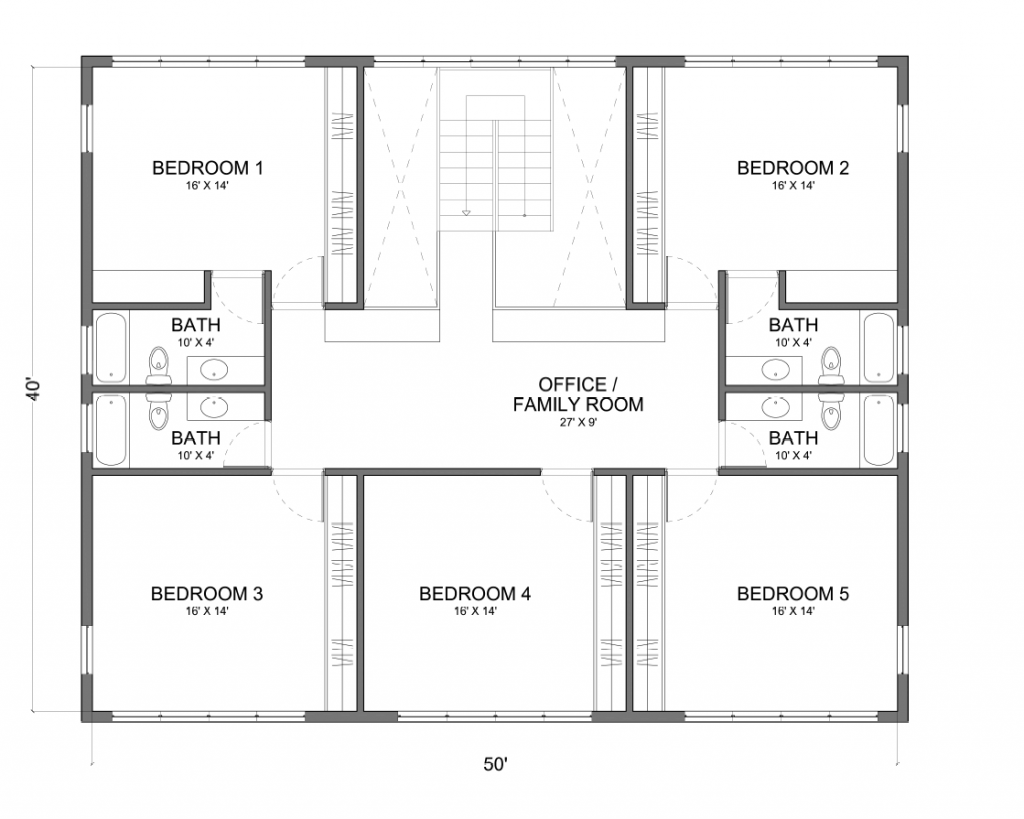 BEDROOM 1
16' X 14'
BEDROOM 2
16' X 14'
BATH
10' X 4'
BATH
10' X 4'
40'
OFFICE /
FAMILY ROOM
27' X 9'
BATH
10' X 4'
BATH
10' X 4'
BEDROOM 3
16' X 14'
BEDROOM 4
16' X 14'
BEDROOM 5
16' X 14'
50'